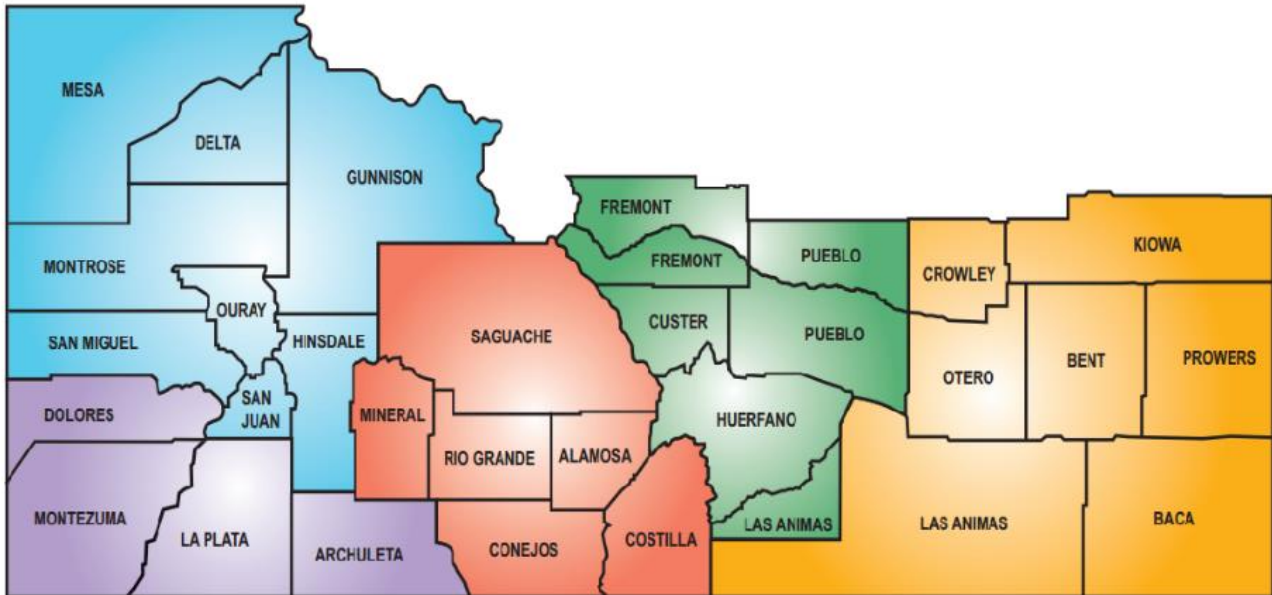 MESA
DELTA
GUNNISON
FREMONT
KIOWA
MONTROSE
FREMONT
PUEBLO
CROWLEY
OURAY
CUSTER
PUEBLO
SAN MIGUEL
HINSDALE
SAGUACHE
OTERO
BENT
PROWERS
DOLORES
SAN
JUAN
MINERAL
HUERFANO
RIO GRANDE
ALAMOSA
MONTEZUMA
LA PLATA
ARCHULETA
CONEJOS
COSTILLA
LAS ANIMAS
LAS ANIMAS
BACA